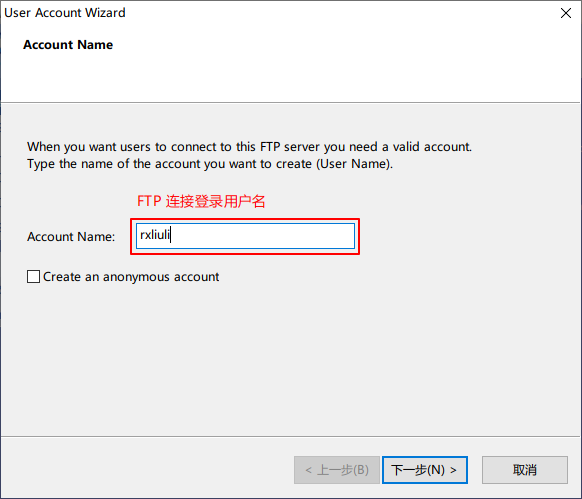 User Account Wizard
Account Name
When you want users to connect to this FTP server you need a valid account.
Type the name of the account you want to create (User Name).
FTP 连接登录用户名
Account Name:
rxliuli
Create an anonymous account
< 上一步(B)
下一步(N) >
取消